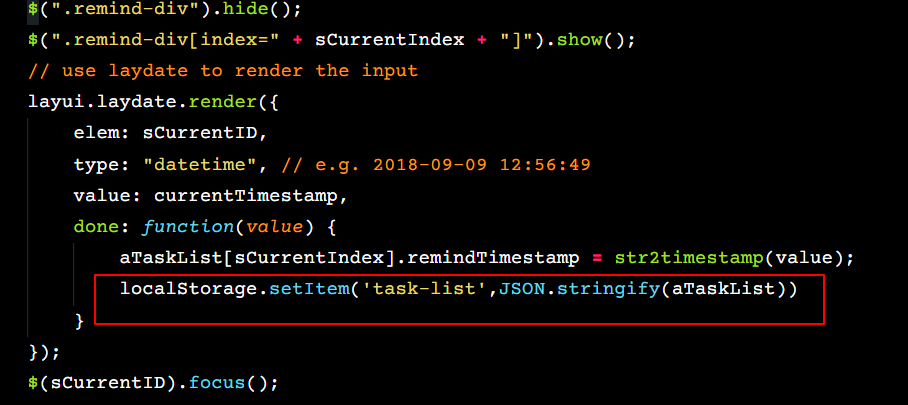 $(".remind-div").hide();
$(".remind-div[index=" + sCurrentIndex + "]").show();
// use laydate to render the input
layui.laydate.render({
    elem: sCurrentID,
    type: "datetime", // e.g. 2018-09-09 12:56:49
    value: currentTimestamp,
    done: function(value) {
        aTaskList[sCurrentIndex].remindTimestamp = str2timestamp(value);
        localStorage.setItem('task-list',JSON.stringify(aTaskList))
    }
});
$(sCurrentID).focus();